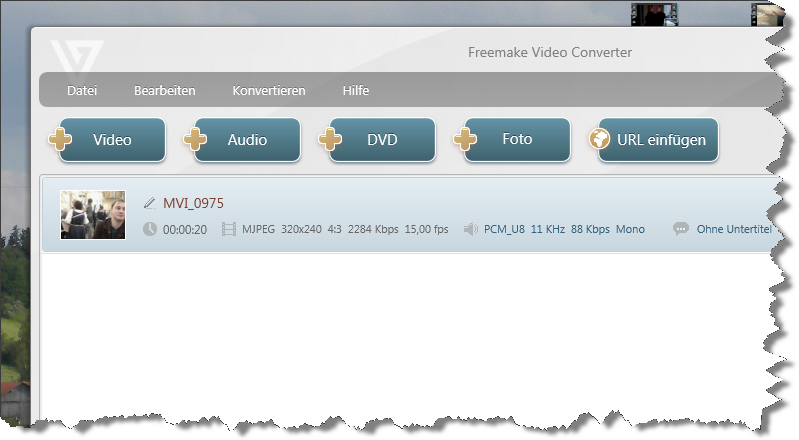 Freemake Video Converter
Datei Bearbeiten Konvertieren Hilfe
Video Audio DVD Foto URL einfügen
MVI_0975
00:00:20 MJPEG 320x240 4:3 2284 Kbps 15,00 fps PCM_U8 11 KHz 88 Kbps Mono Ohne Untertitel